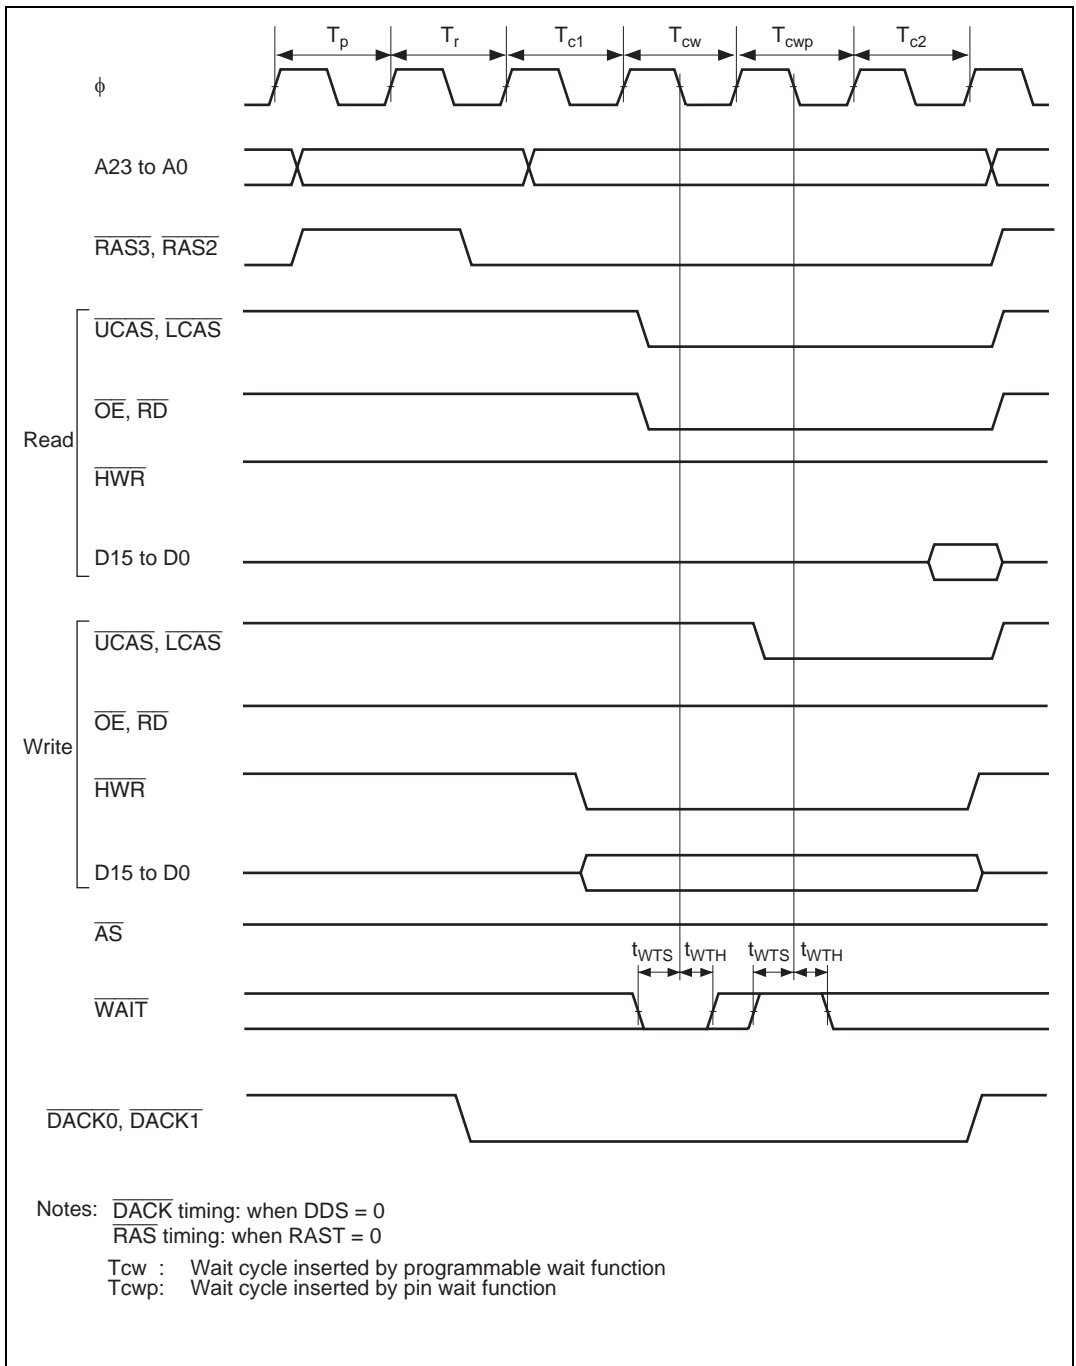 Tp Tr Tc1 Tcw Tcwp Tc2
ϕ
A23 to A0
RAS3, RAS2
Read
UCAS, LCAS
OE, RD
HWR
D15 to D0
Write
UCAS, LCAS
OE, RD
HWR
D15 to D0
AS
tWTS tWTH tWTS tWTH
WAIT
DACK0, DACK1
Notes: DACK timing: when DDS = 0
RAS timing: when RAST = 0
Tcw : Wait cycle inserted by programmable wait function
Tcwp: Wait cycle inserted by pin wait function